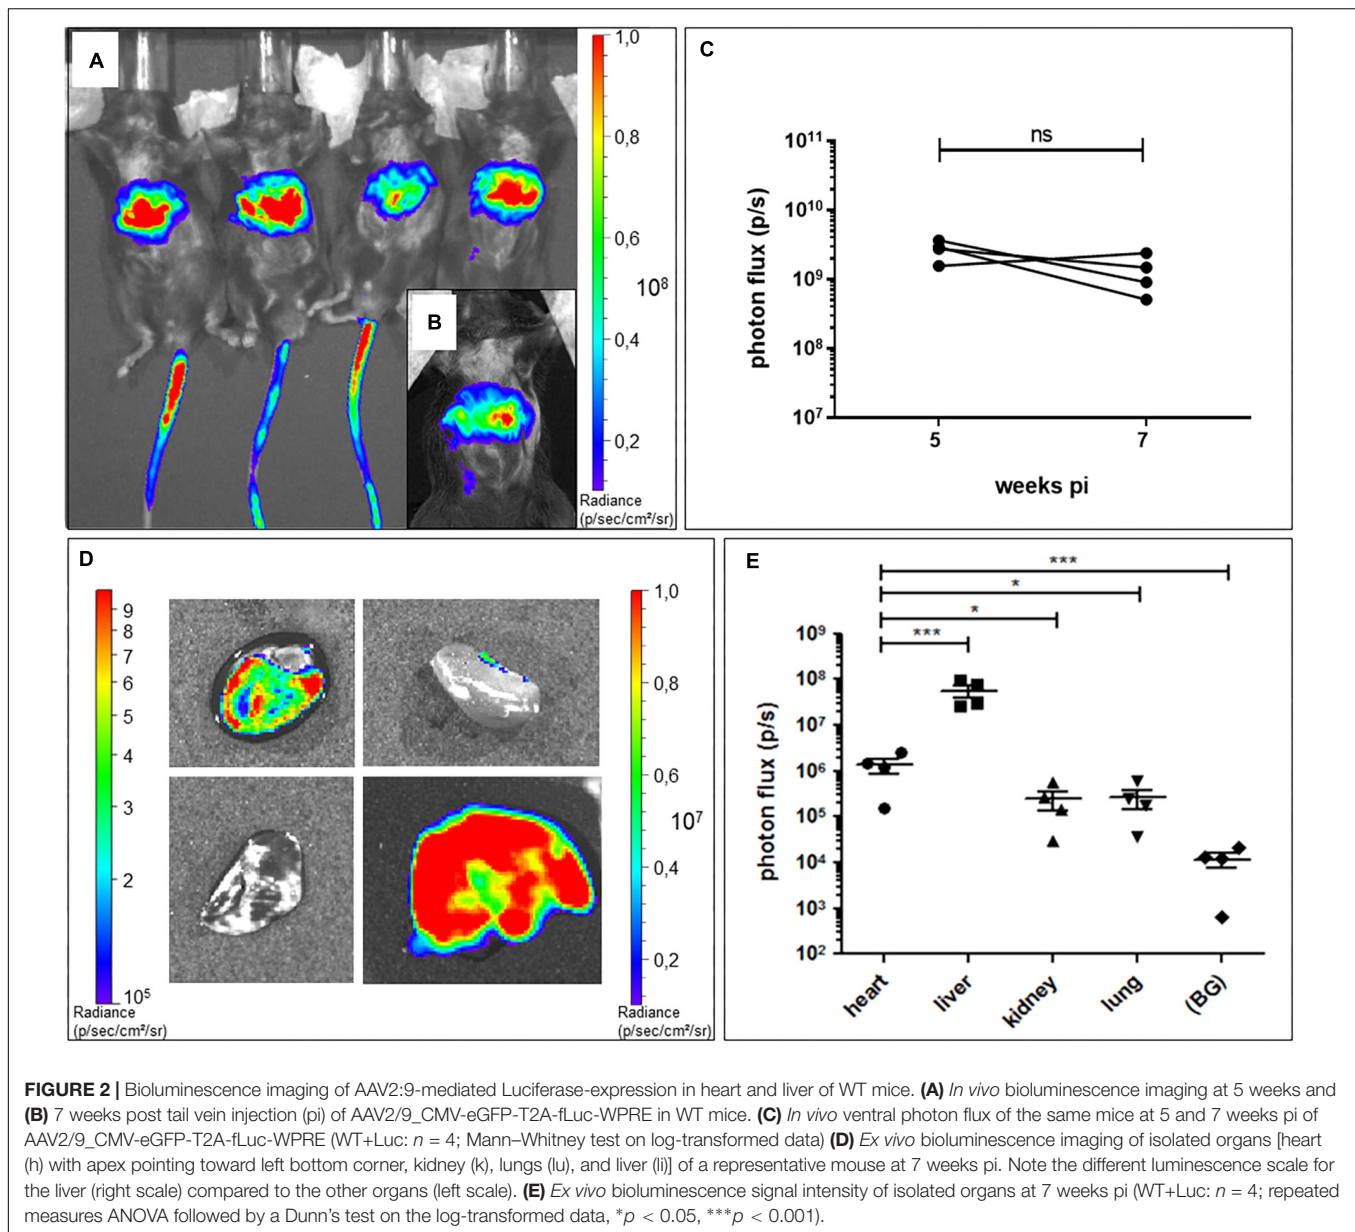 A
1,0
0,8
0,6
10⁸
0,4
0,2
Radiance
(p/sec/cm²/sr)
B
C
ns
10¹¹
10¹⁰
10⁹
10⁸
10⁷
photon flux (p/s)
5
7
weeks pi
D
9
8
7
6
5
4
3
2
10⁵
Radiance
(p/sec/cm²/sr)
1,0
0,8
0,6
10⁷
0,4
0,2
Radiance
(p/sec/cm²/sr)
E
***
*
*
***
10⁹
10⁸
10⁷
10⁶
10⁵
10⁴
10³
10²
photon flux (p/s)
heart
liver
kidney
lung
(BG)
FIGURE 2 | Bioluminescence imaging of AAV2:9-mediated Luciferase-expression in heart and liver of WT mice. (A) In vivo bioluminescence imaging at 5 weeks and
(B) 7 weeks post tail vein injection (pi) of AAV2/9_CMV-eGFP-T2A-fLuc-WPRE in WT mice. (C) In vivo ventral photon flux of the same mice at 5 and 7 weeks pi of
AAV2/9_CMV-eGFP-T2A-fLuc-WPRE (WT+Luc: n = 4; Mann–Whitney test on log-transformed data) (D) Ex vivo bioluminescence imaging of isolated organs [heart
(h) with apex pointing toward left bottom corner, kidney (k), lungs (lu), and liver (li)] of a representative mouse at 7 weeks pi. Note the different luminescence scale for
the liver (right scale) compared to the other organs (left scale). (E) Ex vivo bioluminescence signal intensity of isolated organs at 7 weeks pi (WT+Luc: n = 4; repeated
measures ANOVA followed by a Dunn's test on the log-transformed data, *p < 0.05, ***p < 0.001).